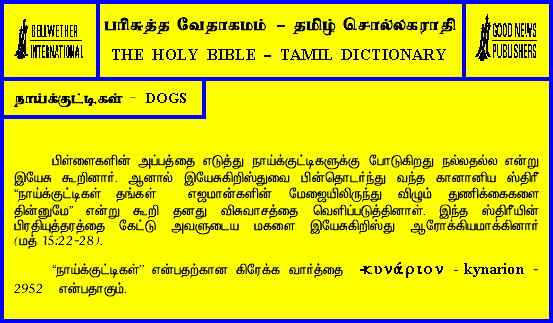 BELLWETHER
INTERNATIONAL
பரிசுத்த வேதாகமம் – தமிழ் சொல்லகராதி
THE HOLY BIBLE – TAMIL DICTIONARY
GOOD NEWS
PUBLISHERS
நாய்க்குட்டிகள் – DOGS
பிள்ளைகளின் அப்பத்தை எடுத்து நாய்க்குட்டிகளுக்கு போடுகிறது நல்லதல்ல என்று
இயேசு கூறினார். ஆனால் இயேசுகிறிஸ்துவை பின்தொடர்ந்து வந்த கானானிய ஸ்திரீ
“நாய்க்குட்டிகள் தங்கள் எஜமான்களின் மேஜையிலிருந்து விழும் துணிக்கைகளை
தின்னுமே” என்று கூறி தனது விசுவாசத்தை வெளிப்படுத்தினாள். இந்த ஸ்திரீயின்
பிரதியுத்தரத்தை கேட்டு அவளுடைய மகளை இயேசுகிறிஸ்து ஆரோக்கியமாக்கினார்
(மத் 15:22-28).
“நாய்க்குட்டிகள்” என்பதற்கான கிரேக்க வார்த்தை -κυνάριον - kynarion -
2952 என்பதாகும்.